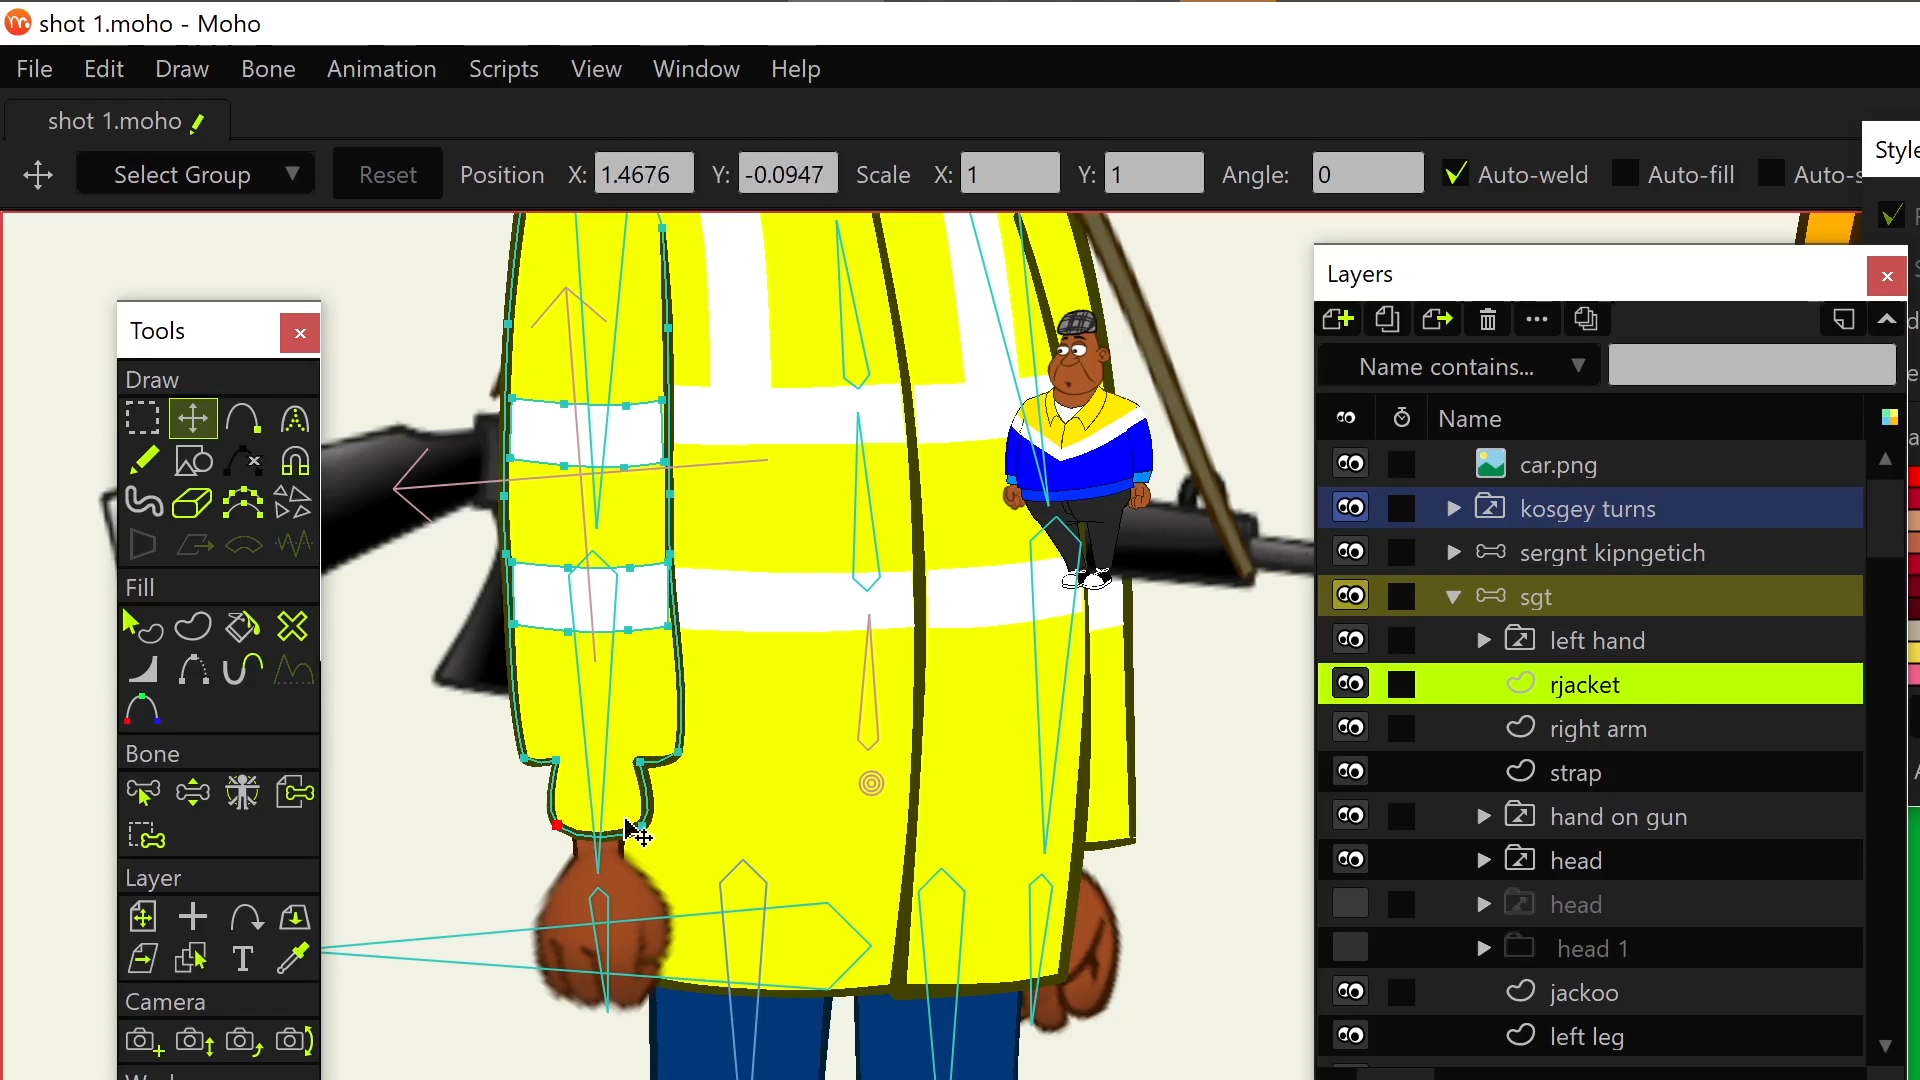 shot 1.moho - Moho
File Edit Draw Bone Animation Scripts View Window Help
shot 1.moho
Select Group Reset Position X: 1.4676 Y: -0.0947 Scale X: 1 Y: 1 Angle: 0 Auto-weld Auto-fill Auto-s
Style
Layers
Tools
Draw
Name contains...
Name
car.png
kosgey turns
sergnt kipngetich
Fill
sgt
left hand
rjacket
right arm
Bone
strap
hand on gun
head
Layer
head
head 1
jackoo
Camera
left leg